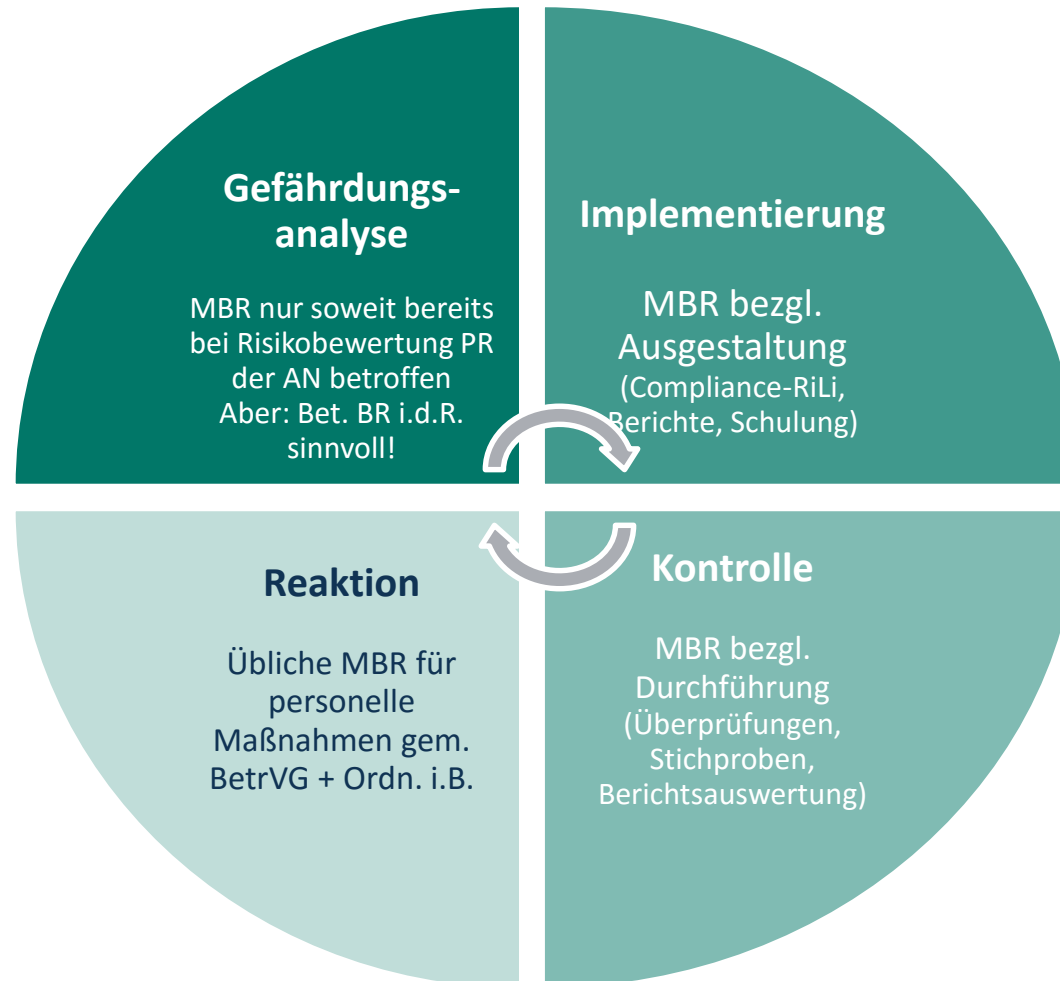 Gefährdungs-
analyse
MBR nur soweit bereits
bei Risikobewertung PR
der AN betroffen
Aber: Bet. BR i.d.R.
sinnvoll!
Implementierung
MBR bezgl.
Ausgestaltung
(Compliance-RiLi,
Berichte, Schulung)
Reaktion
Übliche MBR für
personelle
Maßnahmen gem.
BetrVG + Ordn. i.B.
Kontrolle
MBR bezgl.
Durchführung
(Überprüfungen,
Stichproben,
Berichtsauswertung)